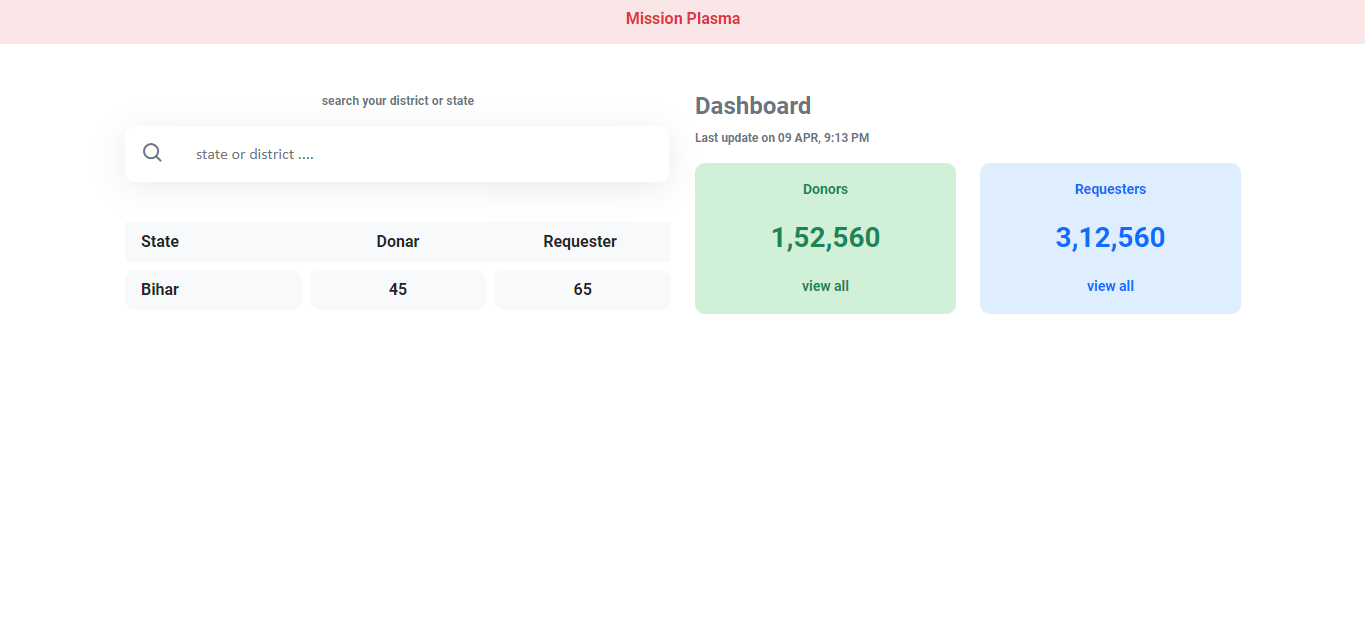 Mission Plasma
search your district or state
state or district ....
State Donar Requester
Bihar 45 65
Dashboard
Last update on 09 APR, 9:13 PM
Donors
1,52,560
view all
Requesters
3,12,560
view all